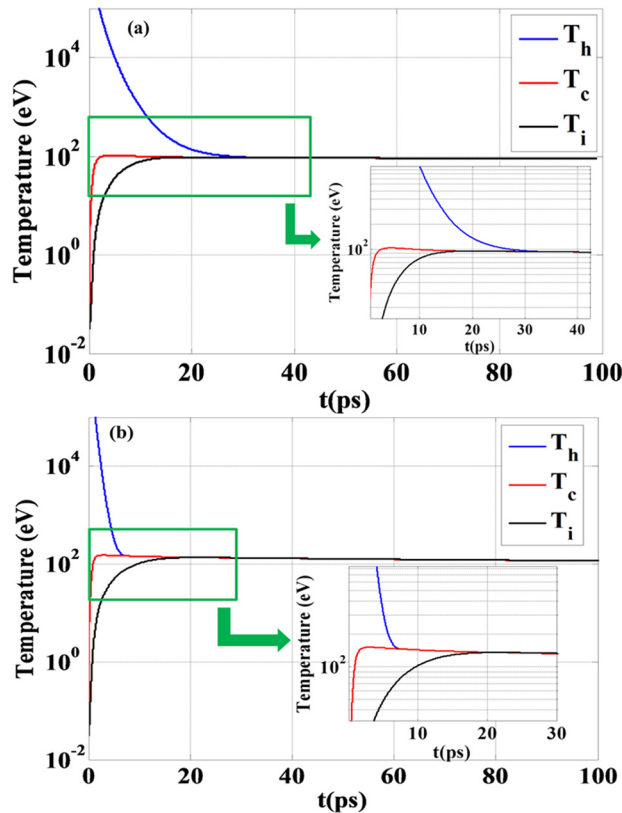 (a)
T_h
T_c
T_i
Temperature (eV)
10^4
10^2
10^0
10^-2
0 20 40 60 80 100
t(ps)
Temperature (eV)
10^2
10 20 30 40
t(ps)
(b)
T_h
T_c
T_i
Temperature (eV)
10^4
10^2
10^0
10^-2
0 20 40 60 80 100
t(ps)
Temperature (eV)
10^2
10 20 30
t(ps)